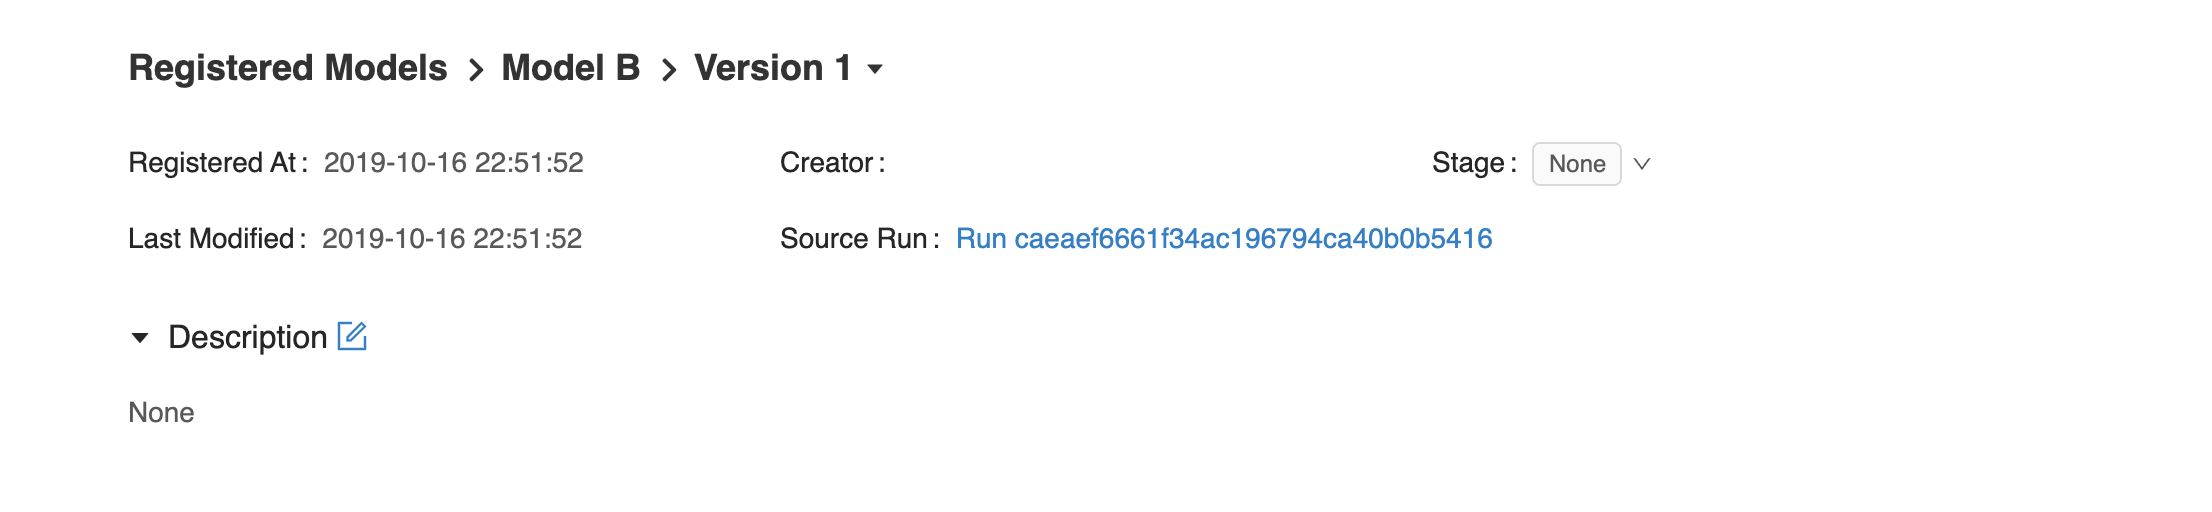 Registered Models > Model B > Version 1
Registered At: 2019-10-16 22:51:52 Creator: Stage: None
Last Modified: 2019-10-16 22:51:52 Source Run: Run caeaef6661f34ac196794ca40b0b5416
Description
None